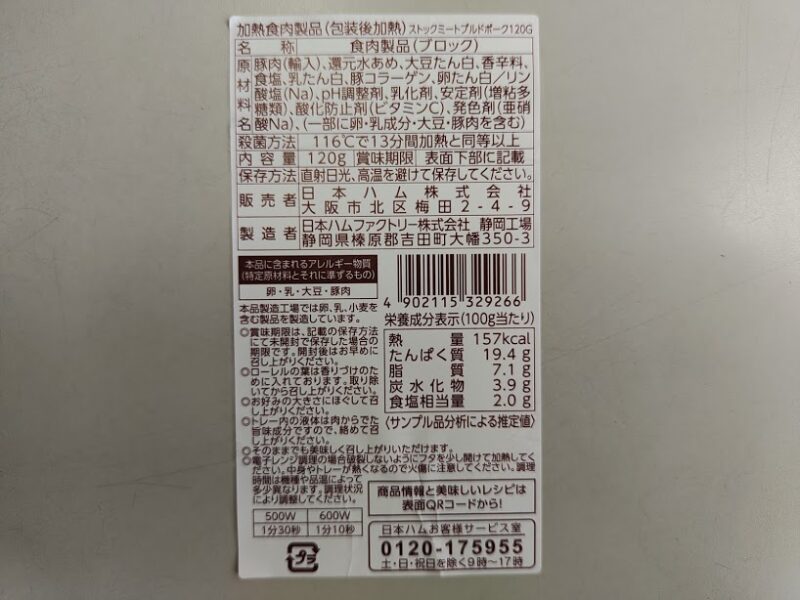 加熱食肉製品(包装後加熱) ストックミートプルドポーク120G
名称 食肉製品(ブロック)
原材料名 豚肉(輸入)、還元水あめ、大豆たん白、香辛料、
食塩、乳たん白、豚コラーゲン、卵たん白/リン
酸塩(Na)、pH調整剤、乳化剤、安定剤(増粘多
糖類)、酸化防止剤(ビタミンC)、発色剤(亜硝
酸Na)、(一部に卵・乳成分・大豆・豚肉を含む)
殺菌方法 116℃で13分間加熱と同等以上
内容量 120g 賞味期限 表面下部に記載
保存方法 直射日光、高温を避けて保存してください。
販売者 日本ハム株式会社
大阪市北区梅田2-4-9
製造者 日本ハムファクトリー株式会社 静岡工場
静岡県榛原郡吉田町大幡350-3
本品に含まれるアレルギー物質
(特定原材料とそれに準ずるもの)
卵・乳・大豆・豚肉
本品製造工場では卵、乳、小麦を
含む製品を製造しています。
○賞味期限は、記載の保存方法
にて未開封で保存した場合の
期限です。開封後はお早めに
召し上がりください。
○ローレルの葉は香りづけのた
めに入れております。取り除
いてから召し上がりください。
○お好みの大きさにほぐして召
し上がりください。
○トレー内の液体は肉からでた
旨味成分ですので、絡めて召
し上がりください。
○そのままでも美味しく召し上がりいただけます。
○電子レンジ調理の場合破裂しないようにフタを少し開けて加熱してく
ださい。中身やトレーが熱くなるので火傷に注意してください。調理
時間は機種や品温によって
多少異なります。調理状況
により調整してください。
500W 600W
1分30秒 1分10秒
プラ
4 902115 329266
栄養成分表示(100g当たり)
熱量 157kcal
たんぱく質 19.4g
脂質 7.1g
炭水化物 3.9g
食塩相当量 2.0g
〈サンプル品分析による推定値〉
商品情報と美味しいレシピは
表面QRコードから!
日本ハムお客様サービス室
0120-175955
土・日・祝日を除く9時〜17時